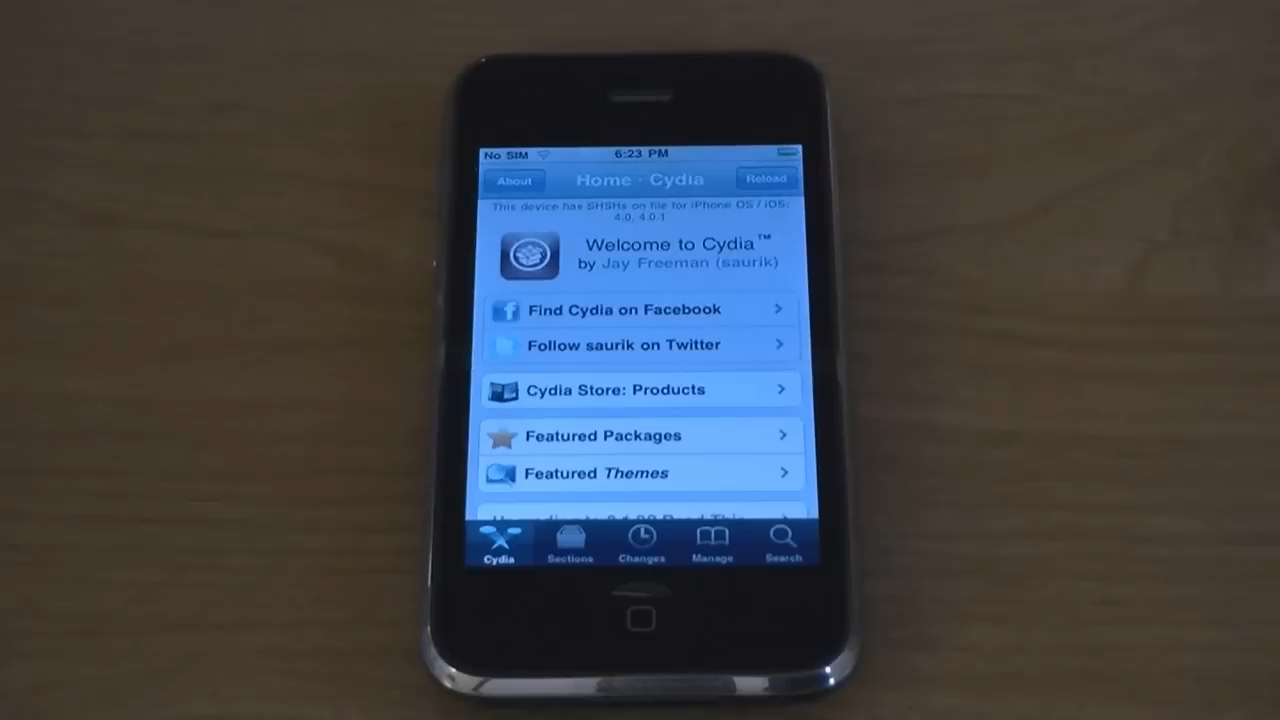 No SIM 6:23 PM
About Home · Cydia Reload
This device has SHSHs on file for iPhone OS / iOS:
4.0, 4.0.1
Welcome to Cydia™
by Jay Freeman (saurik)
Find Cydia on Facebook
Follow saurik on Twitter
Cydia Store: Products
Featured Packages
Featured Themes
Cydia Sections Changes Manage Search